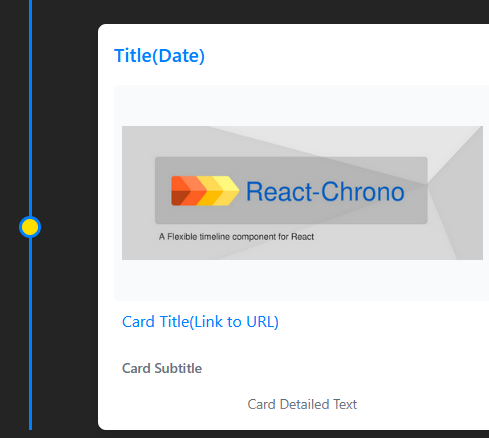 Title(Date)
React-Chrono
A Flexible timeline component for React
Card Title(Link to URL)
Card Subtitle
Card Detailed Text